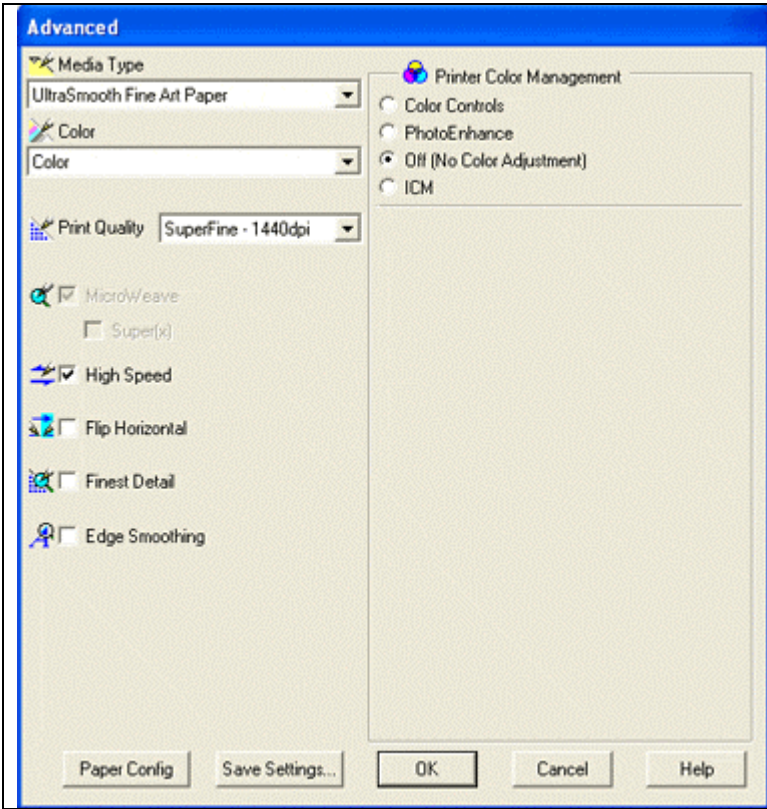 Advanced
Media Type
UltraSmooth Fine Art Paper
Color
Color
Print Quality SuperFine - 1440dpi
MicroWeave
Super(x)
High Speed
Flip Horizontal
Finest Detail
Edge Smoothing
Printer Color Management
Color Controls
PhotoEnhance
Off (No Color Adjustment)
ICM
Paper Config Save Settings... OK Cancel Help